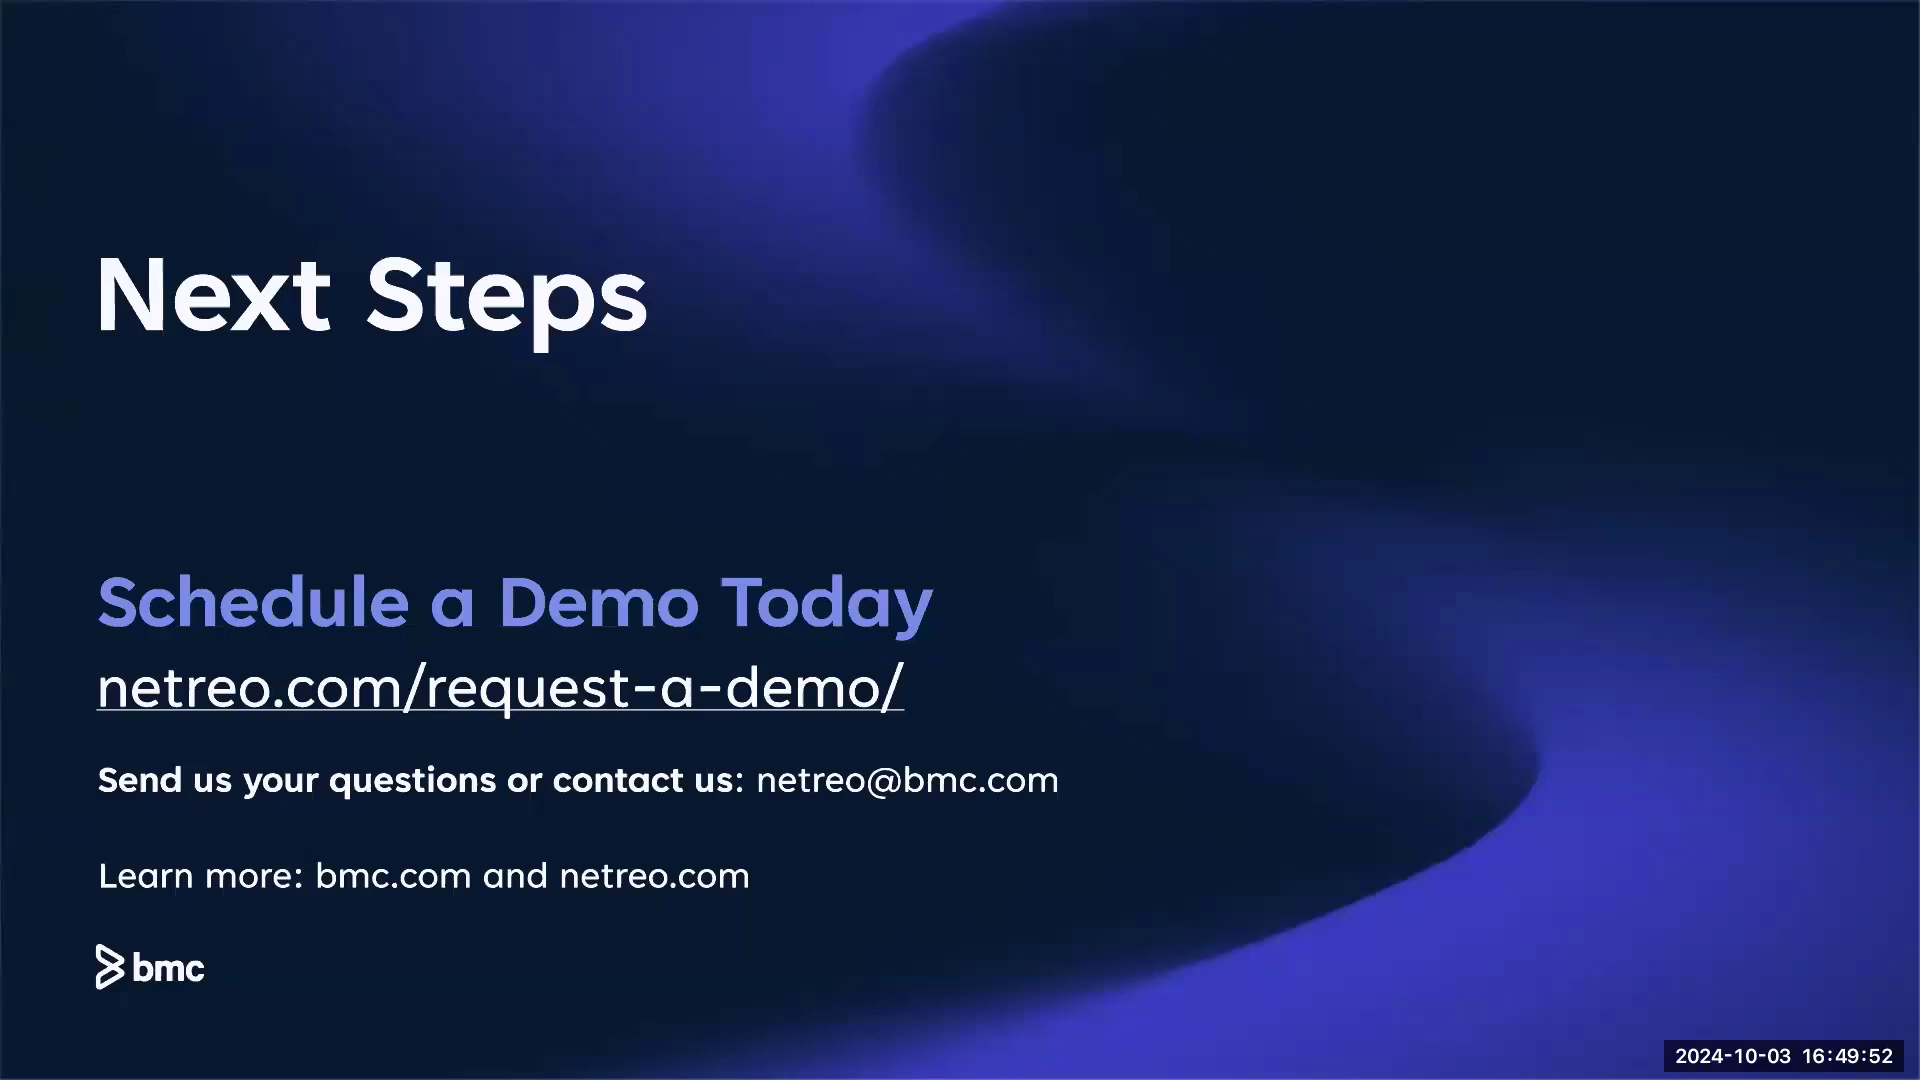 Next Steps
Schedule a Demo Today
netreo.com/request-a-demo/
Send us your questions or contact us: netreo@bmc.com
Learn more: bmc.com and netreo.com
bmc
2024-10-03 16:49:52